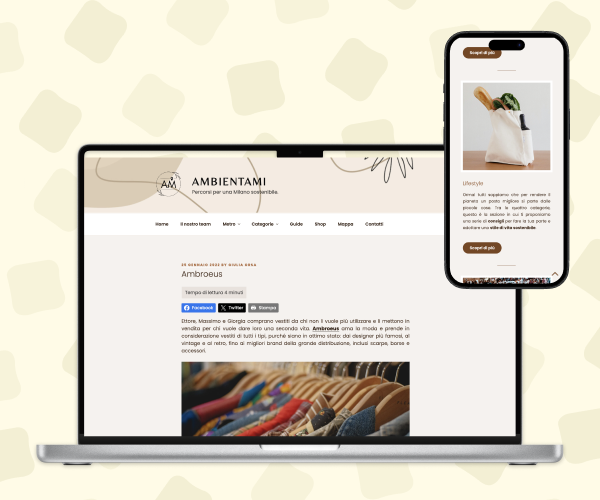 AM
AMBIENTAMI
Percorsi per una Milano sostenibile.
Home Il nostro team Metro Categorie Guide Shop Mappa Contatti
25 GENNAIO 2022 BY GIULIA BREA
Ambroeus
Tempo di lettura 4 minuti
Facebook Twitter Stampa
Ettore, Massimo e Giorgia comprano vestiti da chi non li vuole più utilizzare e li mettono in
vendita per chi vuole dare loro una seconda vita. Ambroeus ama la moda e prende in
considerazione vestiti di tutti i tipi, purché siano in ottimo stato: dai designer più famosi, al
vintage e al retro, fino ai migliori brand della grande distribuzione, inclusi scarpe, borse e
accessori.
Scopri di più
Lifestyle
Ormai tutti sappiamo che per rendere il
pianeta un posto migliore si parte dalle
piccole cose. Tra le quattro categorie,
questa è la sezione in cui ti proponiamo
una serie di consigli per fare la tua parte e
adottare uno stile di vita sostenibile.
Scopri di più